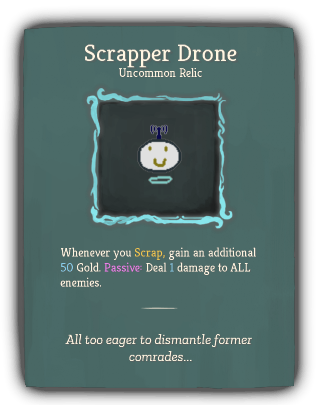 Scrapper Drone
Uncommon Relic
Whenever you Scrap, gain an additional
50 Gold. Passive: Deal 1 damage to ALL
enemies.
All too eager to dismantle former
comrades...